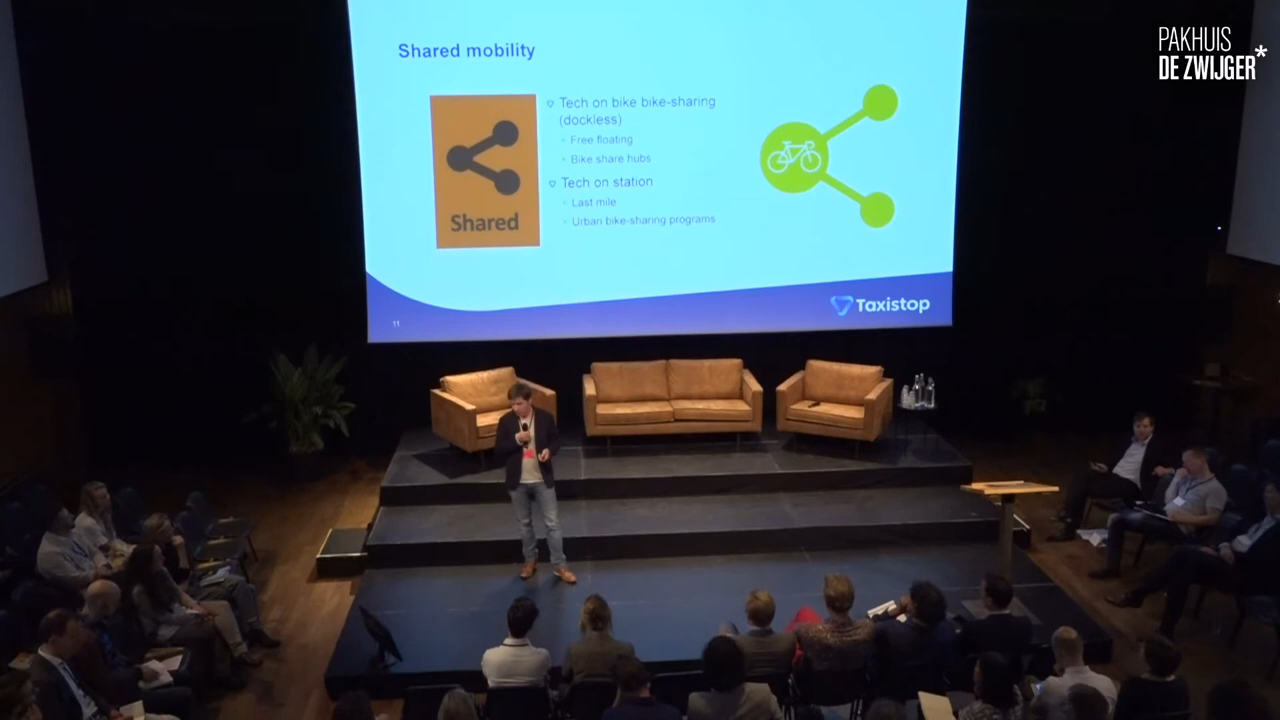 PAKHUIS
DE ZWIJGER*
Shared mobility
Shared
Tech on bike bike-sharing
(dockless)
Free floating
Bike share hubs
Tech on station
Last mile
Urban bike-sharing programs
11
Taxistop